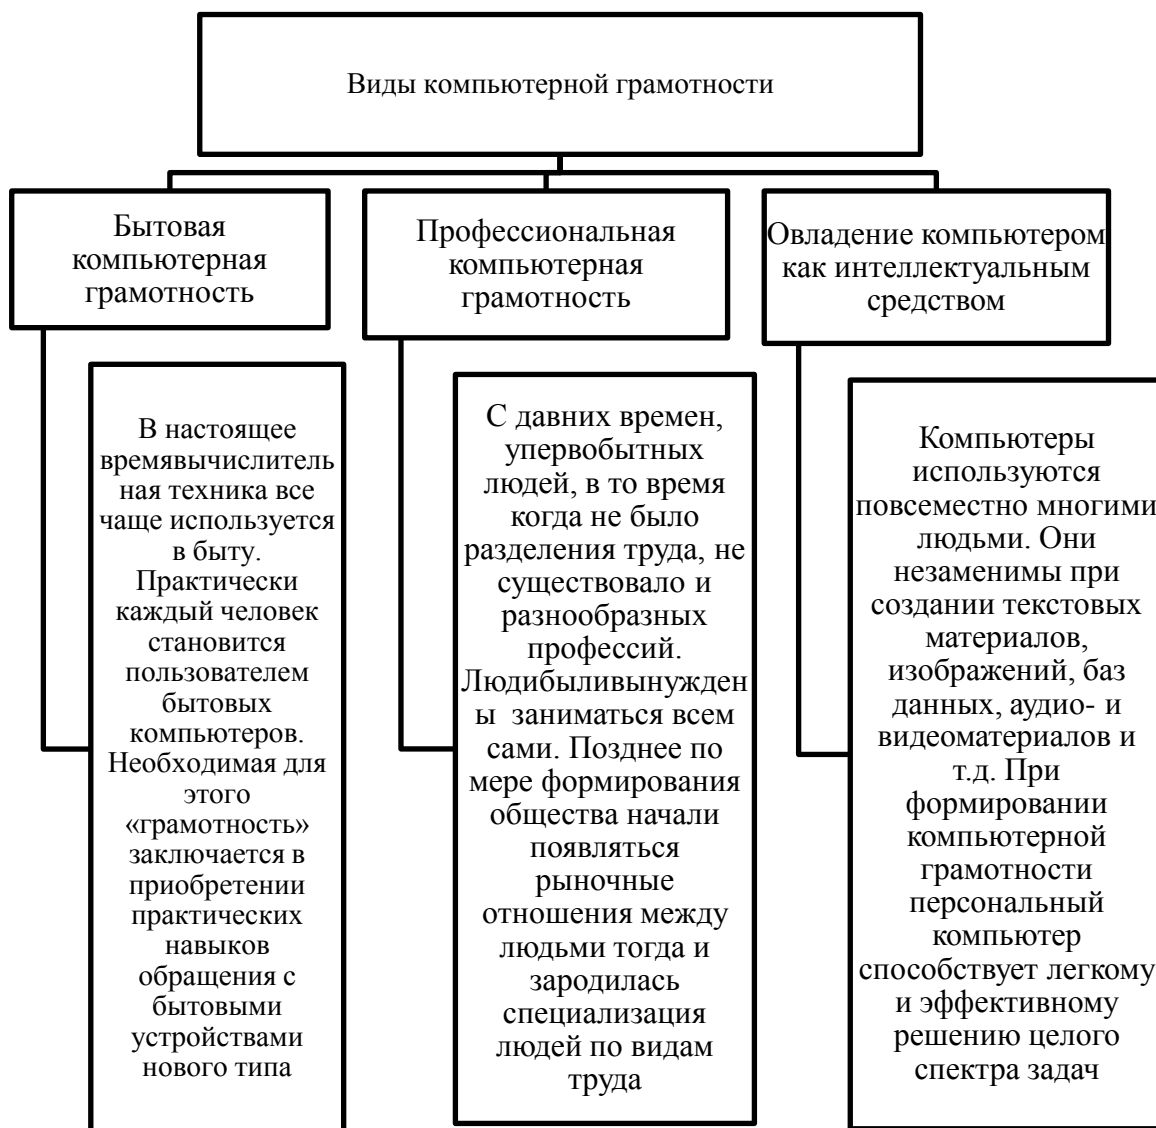 Виды компьютерной грамотности
Бытовая
компьютерная
грамотность
Профессиональная
компьютерная
грамотность
Овладение компьютером
как интеллектуальным
средством
В настоящее
времявычислитель
ная техника все
чаще используется
в быту.
Практически
каждый человек
становится
пользователем
бытовых
компьютеров.
Необходимая для
этого
«грамотность»
заключается в
приобретении
практических
навыков
обращения с
бытовыми
устройствами
нового типа
С давних времен,
упервобытных
людей, в то время
когда не было
разделения труда, не
существовало и
разнообразных
профессий.
Людибыливынужден
ы  заниматься всем
сами. Позднее по
мере формирования
общества начали
появляться
рыночные
отношения между
людьми тогда и
зародилась
специализация
людей по видам
труда
Компьютеры
используются
повсеместно многими
людьми. Они
незаменимы при
создании текстовых
материалов,
изображений, баз
данных, аудио- и
видеоматериалов и
т.д. При
формировании
компьютерной
грамотности
персональный
компьютер
способствует легкому
и эффективному
решению целого
спектра задач